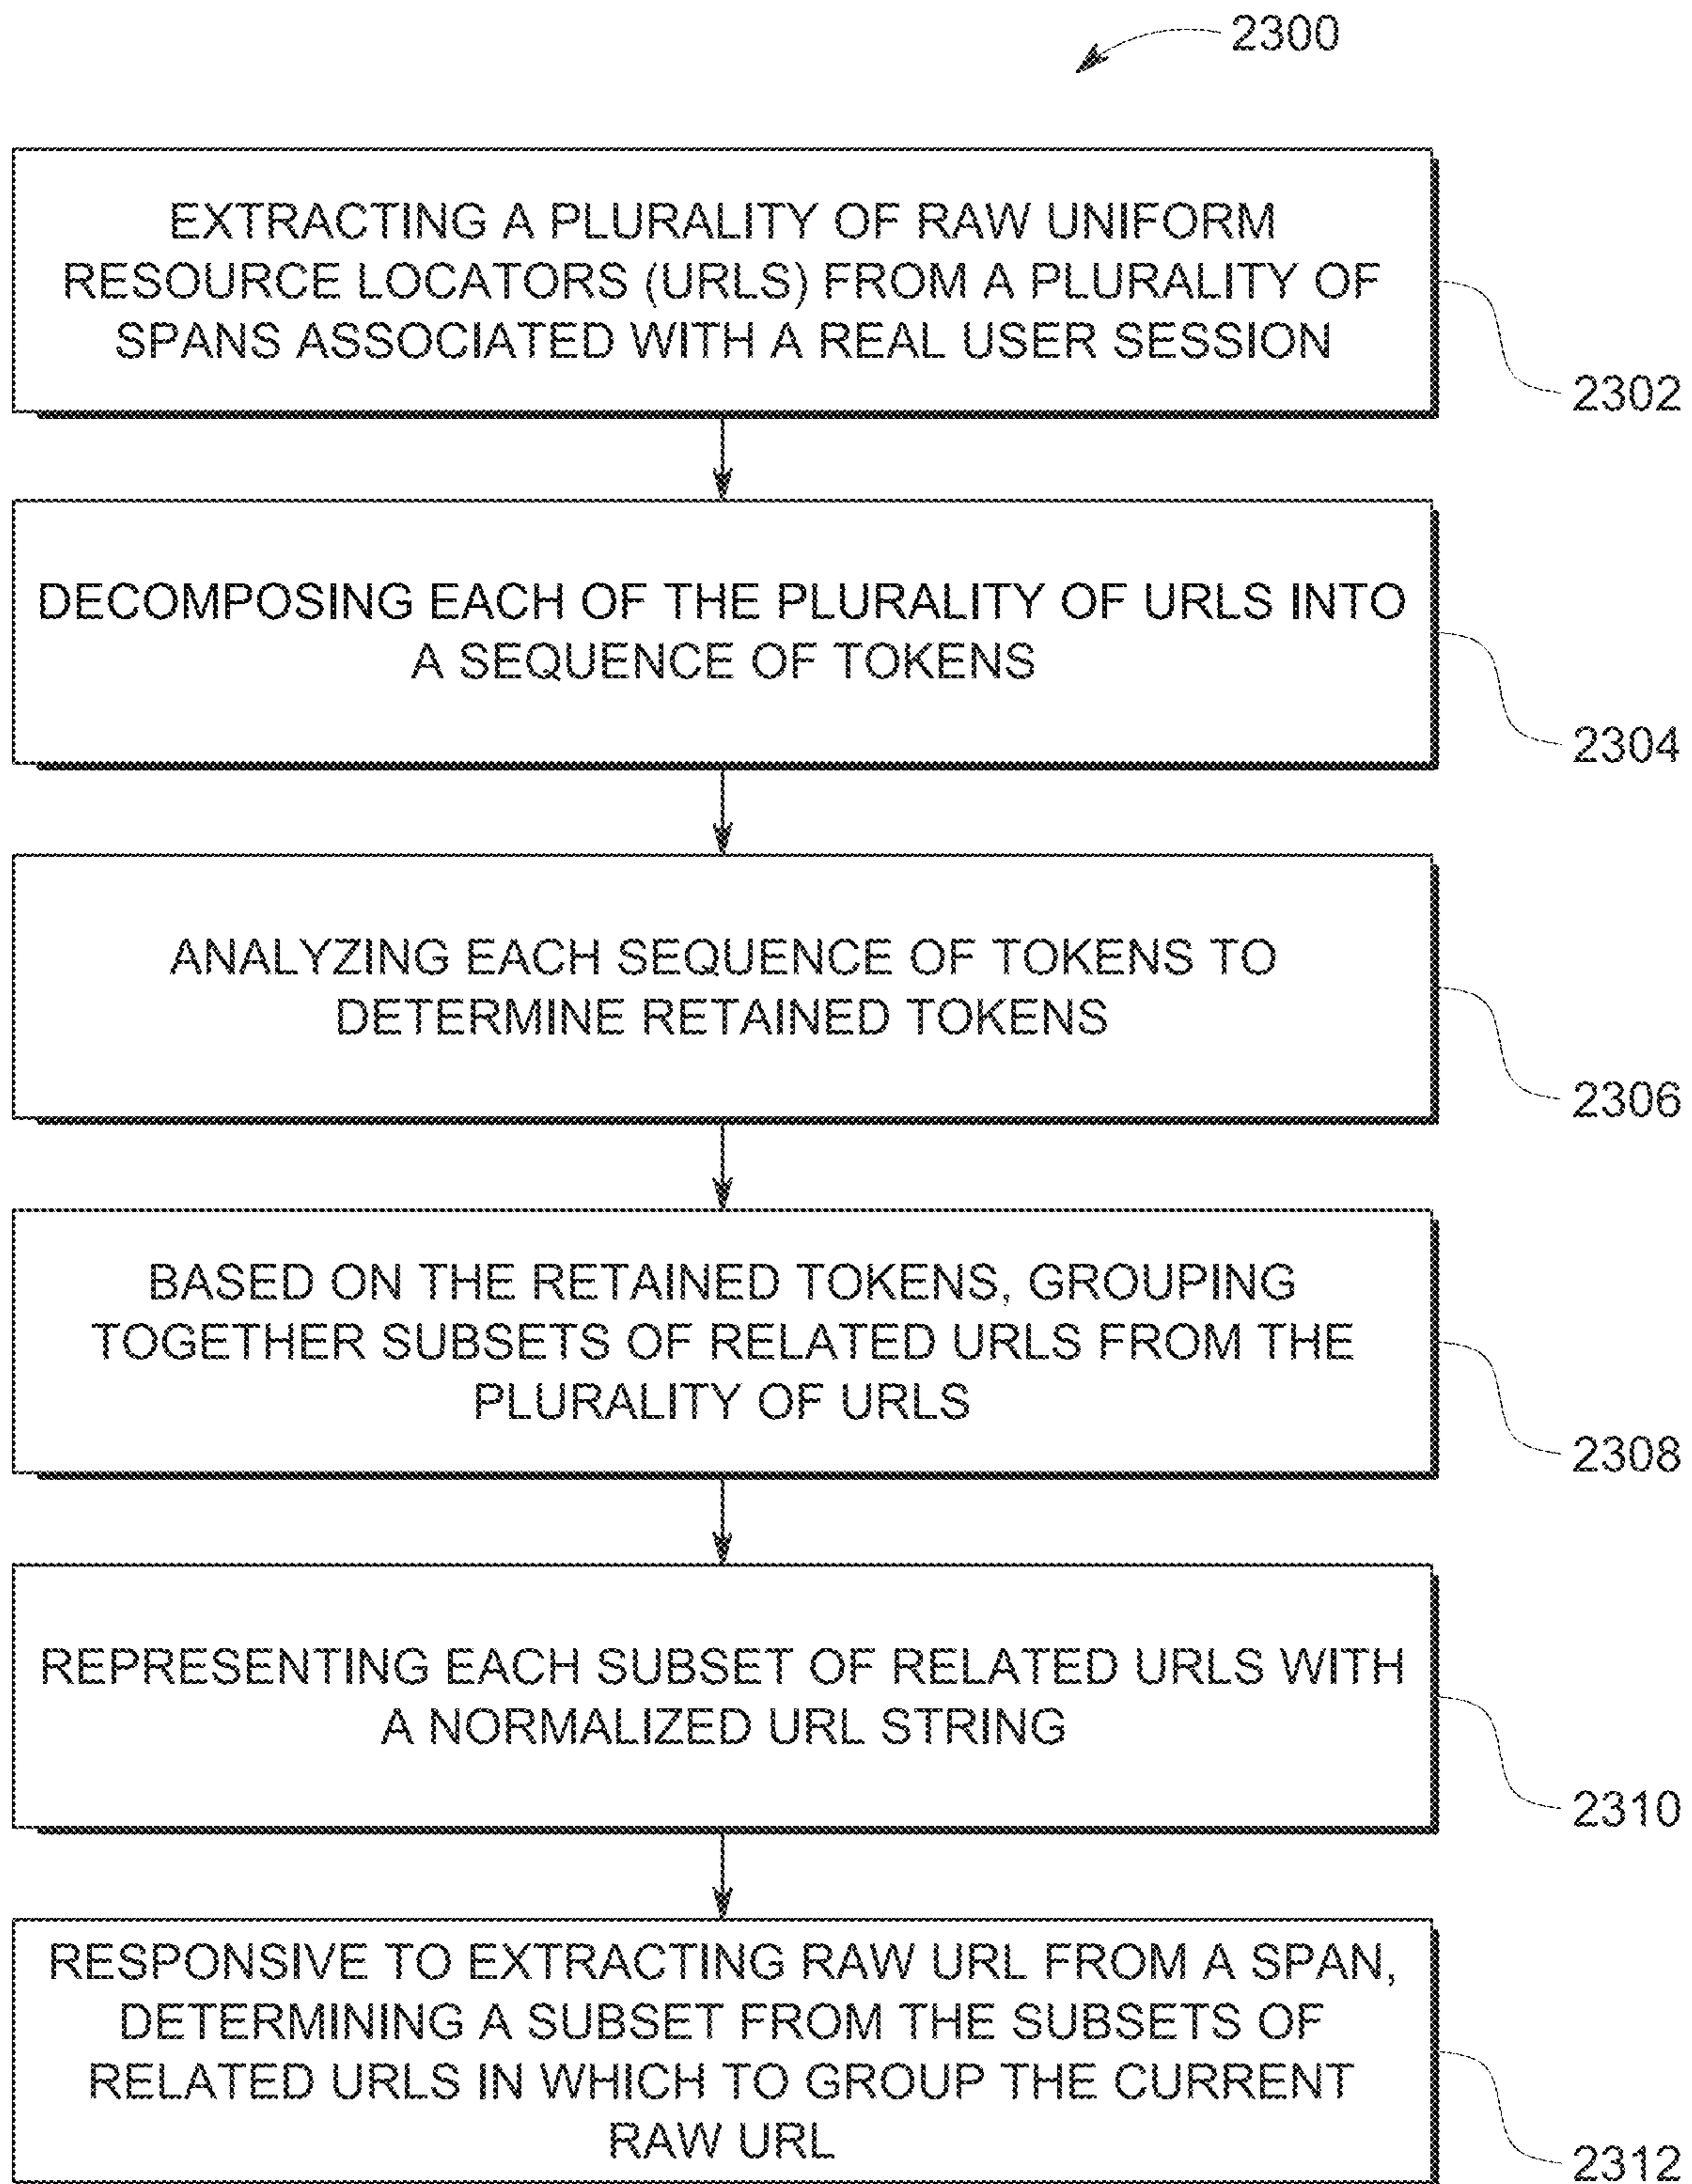 2300
EXTRACTING A PLURALITY OF RAW UNIFORM
RESOURCE LOCATORS (URLS) FROM A PLURALITY OF
SPANS ASSOCIATED WITH A REAL USER SESSION
2302
DECOMPOSING EACH OF THE PLURALITY OF URLS INTO
A SEQUENCE OF TOKENS
2304
ANALYZING EACH SEQUENCE OF TOKENS TO
DETERMINE RETAINED TOKENS
2306
BASED ON THE RETAINED TOKENS, GROUPING
TOGETHER SUBSETS OF RELATED URLS FROM THE
PLURALITY OF URLS
2308
REPRESENTING EACH SUBSET OF RELATED URLS WITH
A NORMALIZED URL STRING
2310
RESPONSIVE TO EXTRACTING RAW URL FROM A SPAN,
DETERMINING A SUBSET FROM THE SUBSETS OF
RELATED URLS IN WHICH TO GROUP THE CURRENT
RAW URL
2312